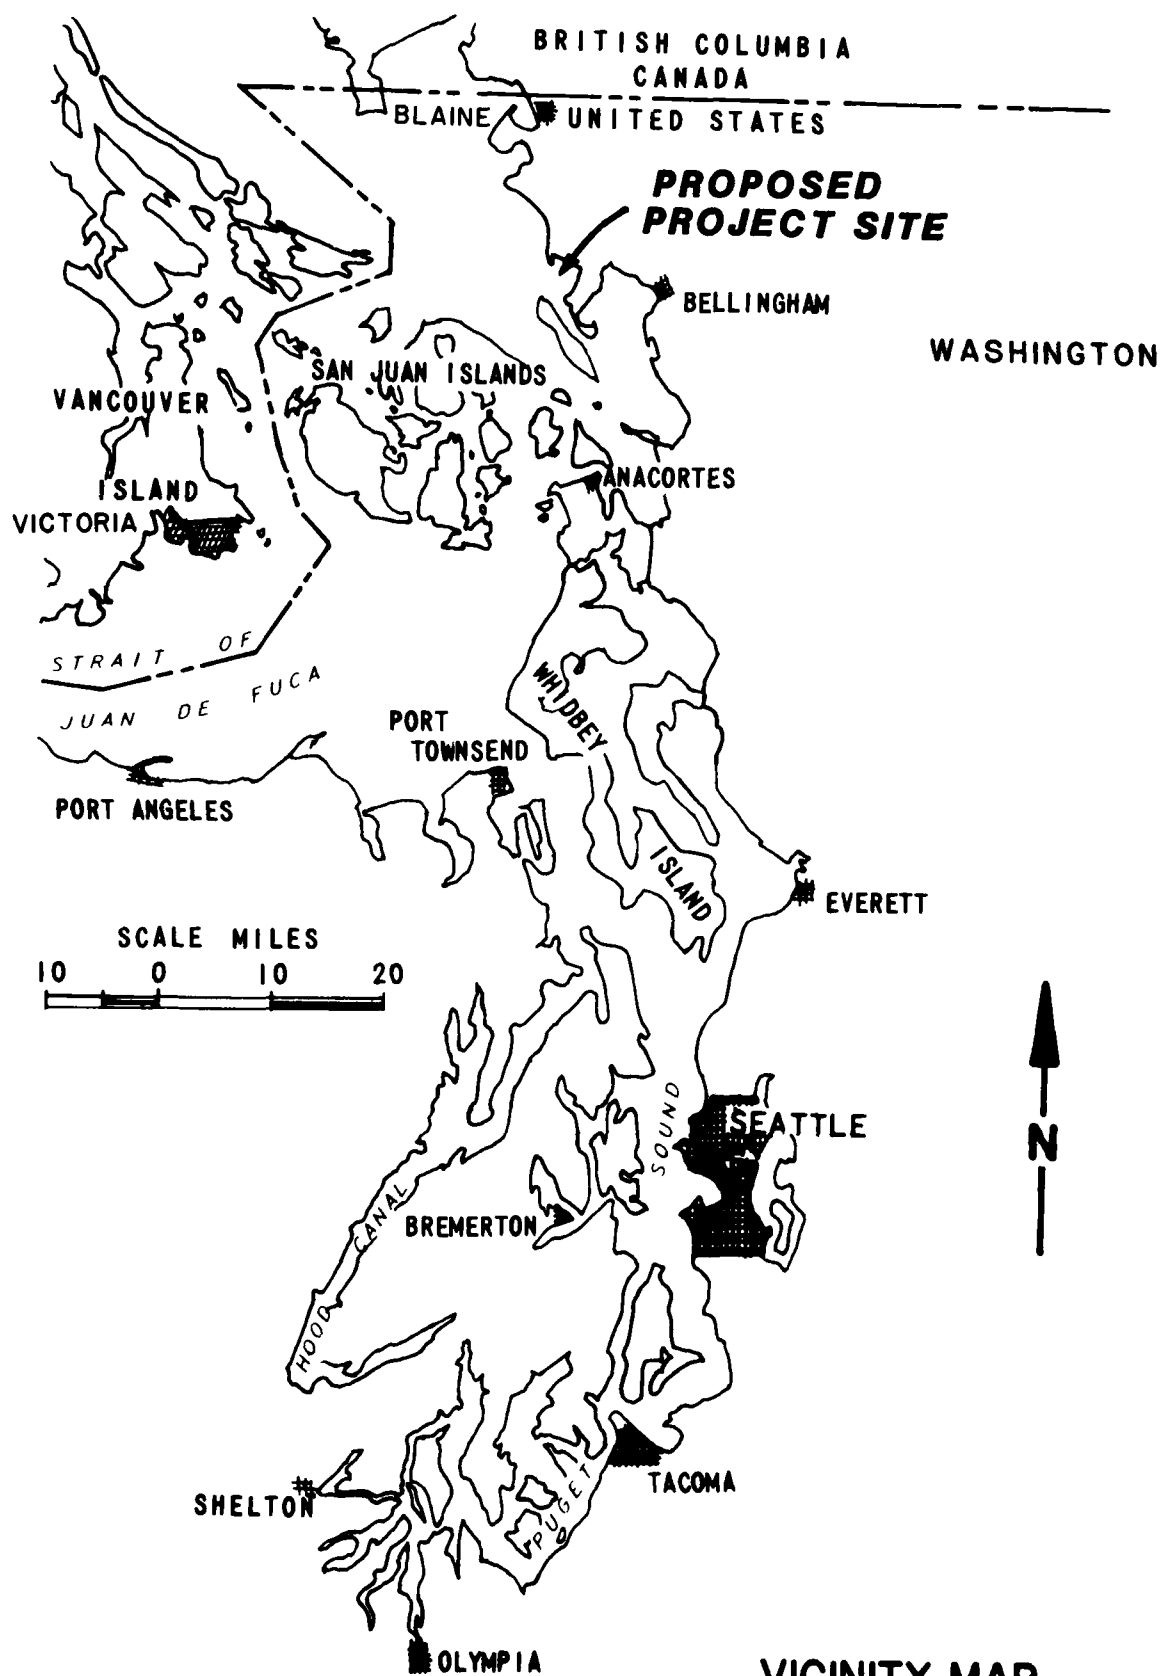 BRITISH COLUMBIA
CANADA
BLAINE
UNITED STATES
PROPOSED
PROJECT SITE
BELLINGHAM
WASHINGTON
SAN JUAN ISLANDS
VANCOUVER
ISLAND
ANACORTES
VICTORIA
STRAIT OF
JUAN DE FUCA
WHIDBEY
ISLAND
PORT
TOWNSEND
PORT ANGELES
EVERETT
SCALE MILES
10 0 10 20
N
SEATTLE
SOUND
PUGET
HOOD CANAL
BREMERTON
TACOMA
SHELTON
OLYMPIA
VICINITY MAP